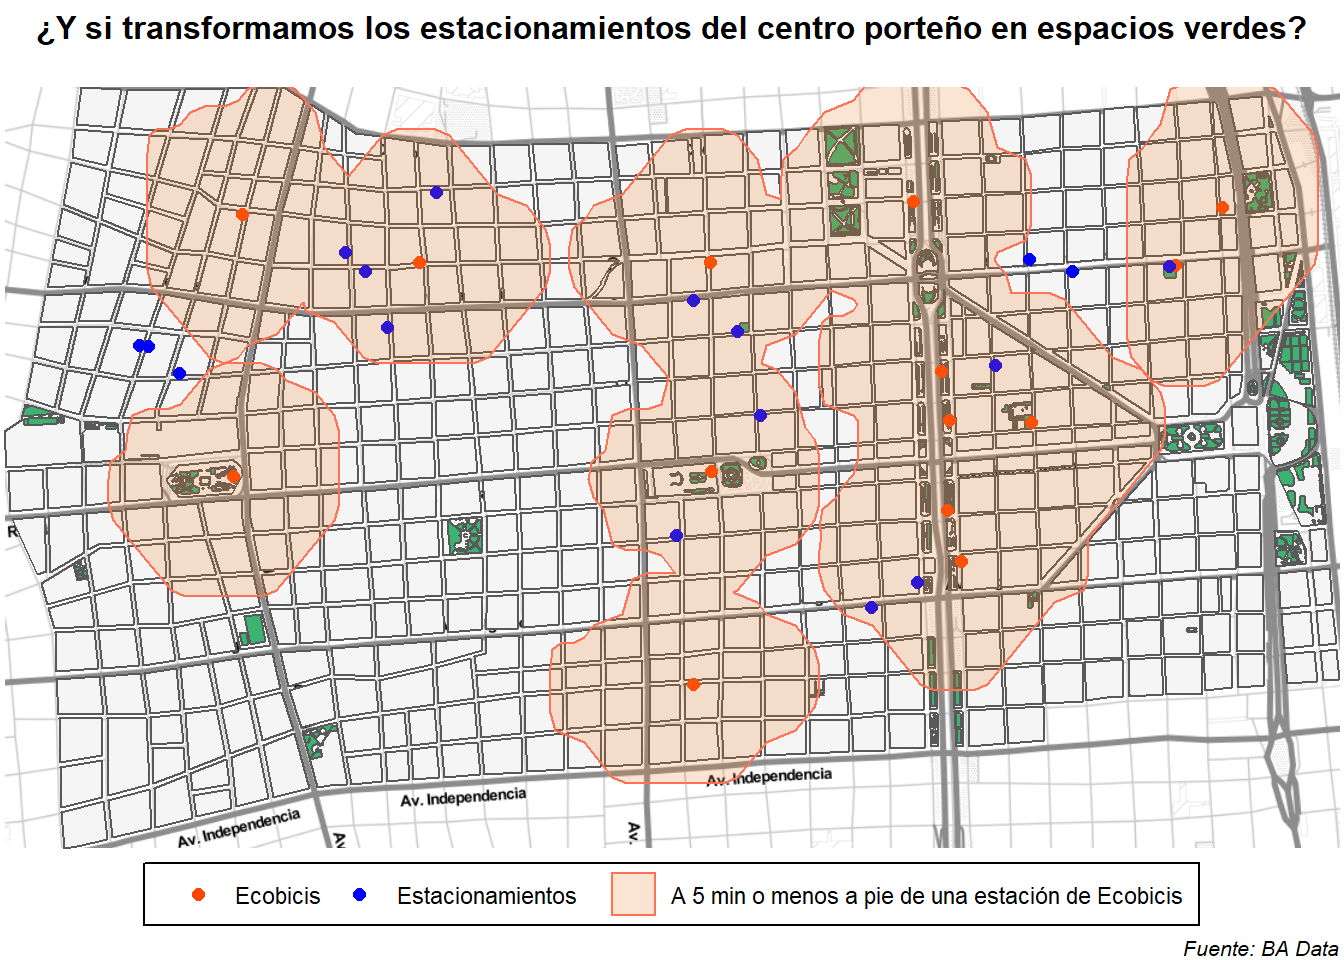 ¿Y si transformamos los estacionamientos del centro porteño en espacios verdes?
R
Av. Independencia
Av. Independencia
Av. Independencia
Av
Av.
Ecobicis
Estacionamientos
A 5 min o menos a pie de una estación de Ecobicis
Fuente: BA Data